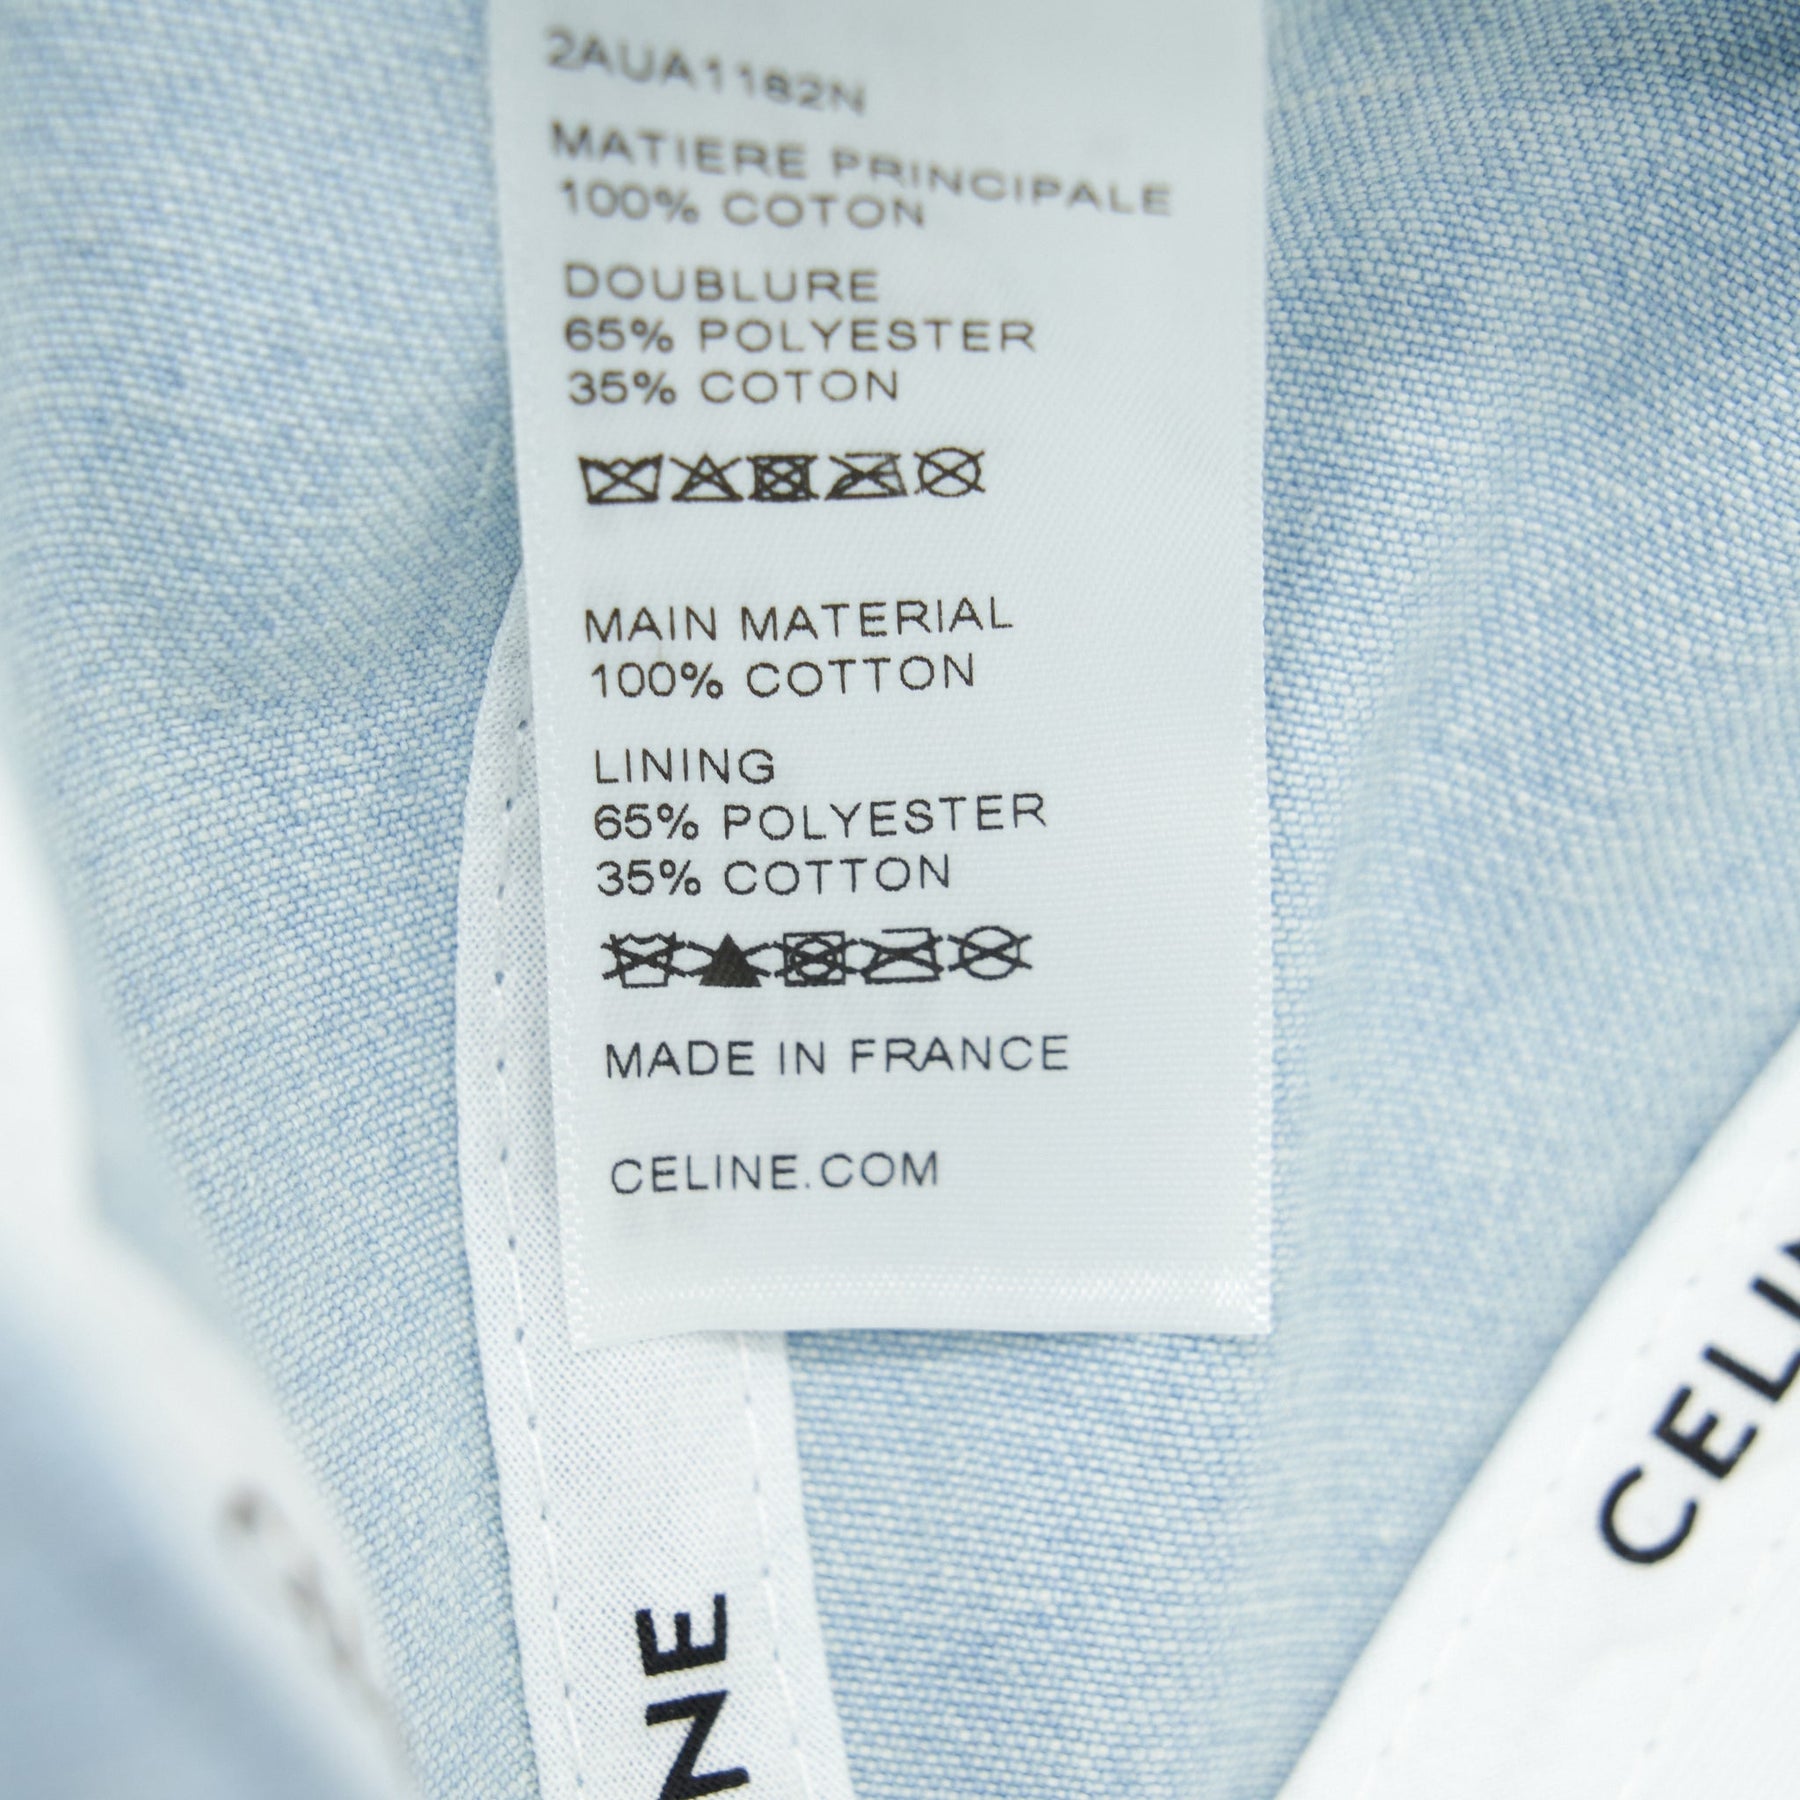 2AUA1182N
MATIERE PRINCIPALE
100% COTON
DOUBLURE
65% POLYESTER
35% COTON
MAIN MATERIAL
100% COTTON
LINING
65% POLYESTER
35% COTTON
MADE IN FRANCE
CELINE.COM
NE
CELIN